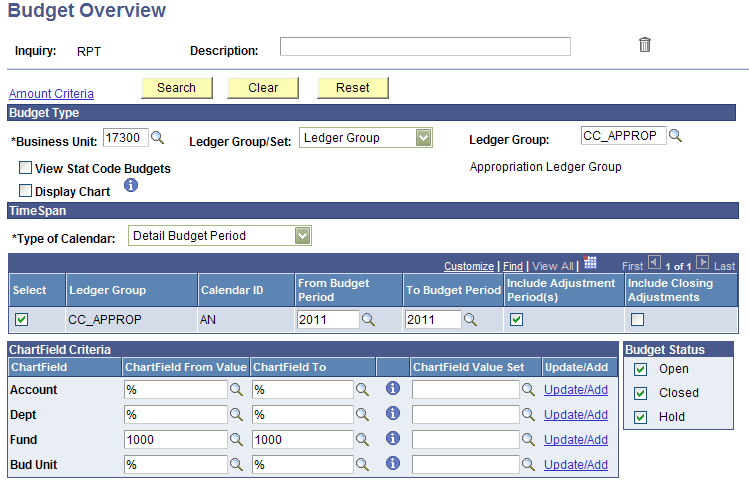 Budget Overview
Inquiry: RPT Description:
Amount Criteria Search Clear Reset
Budget Type
*Business Unit: 17300 Ledger Group/Set: Ledger Group Ledger Group: CC_APPROP
View Stat Code Budgets Appropriation Ledger Group
Display Chart
TimeSpan
*Type of Calendar: Detail Budget Period
Customize | Find | View All | First 1 of 1 Last
Select Ledger Group Calendar ID From Budget Period To Budget Period Include Adjustment Period(s) Include Closing Adjustments
CC_APPROP AN 2011 2011
ChartField Criteria Budget Status
ChartField ChartField From Value ChartField To ChartField Value Set Update/Add
Open
Account % % Update/Add
Closed
Dept % % Update/Add
Hold
Fund 1000 1000 Update/Add
Bud Unit % % Update/Add